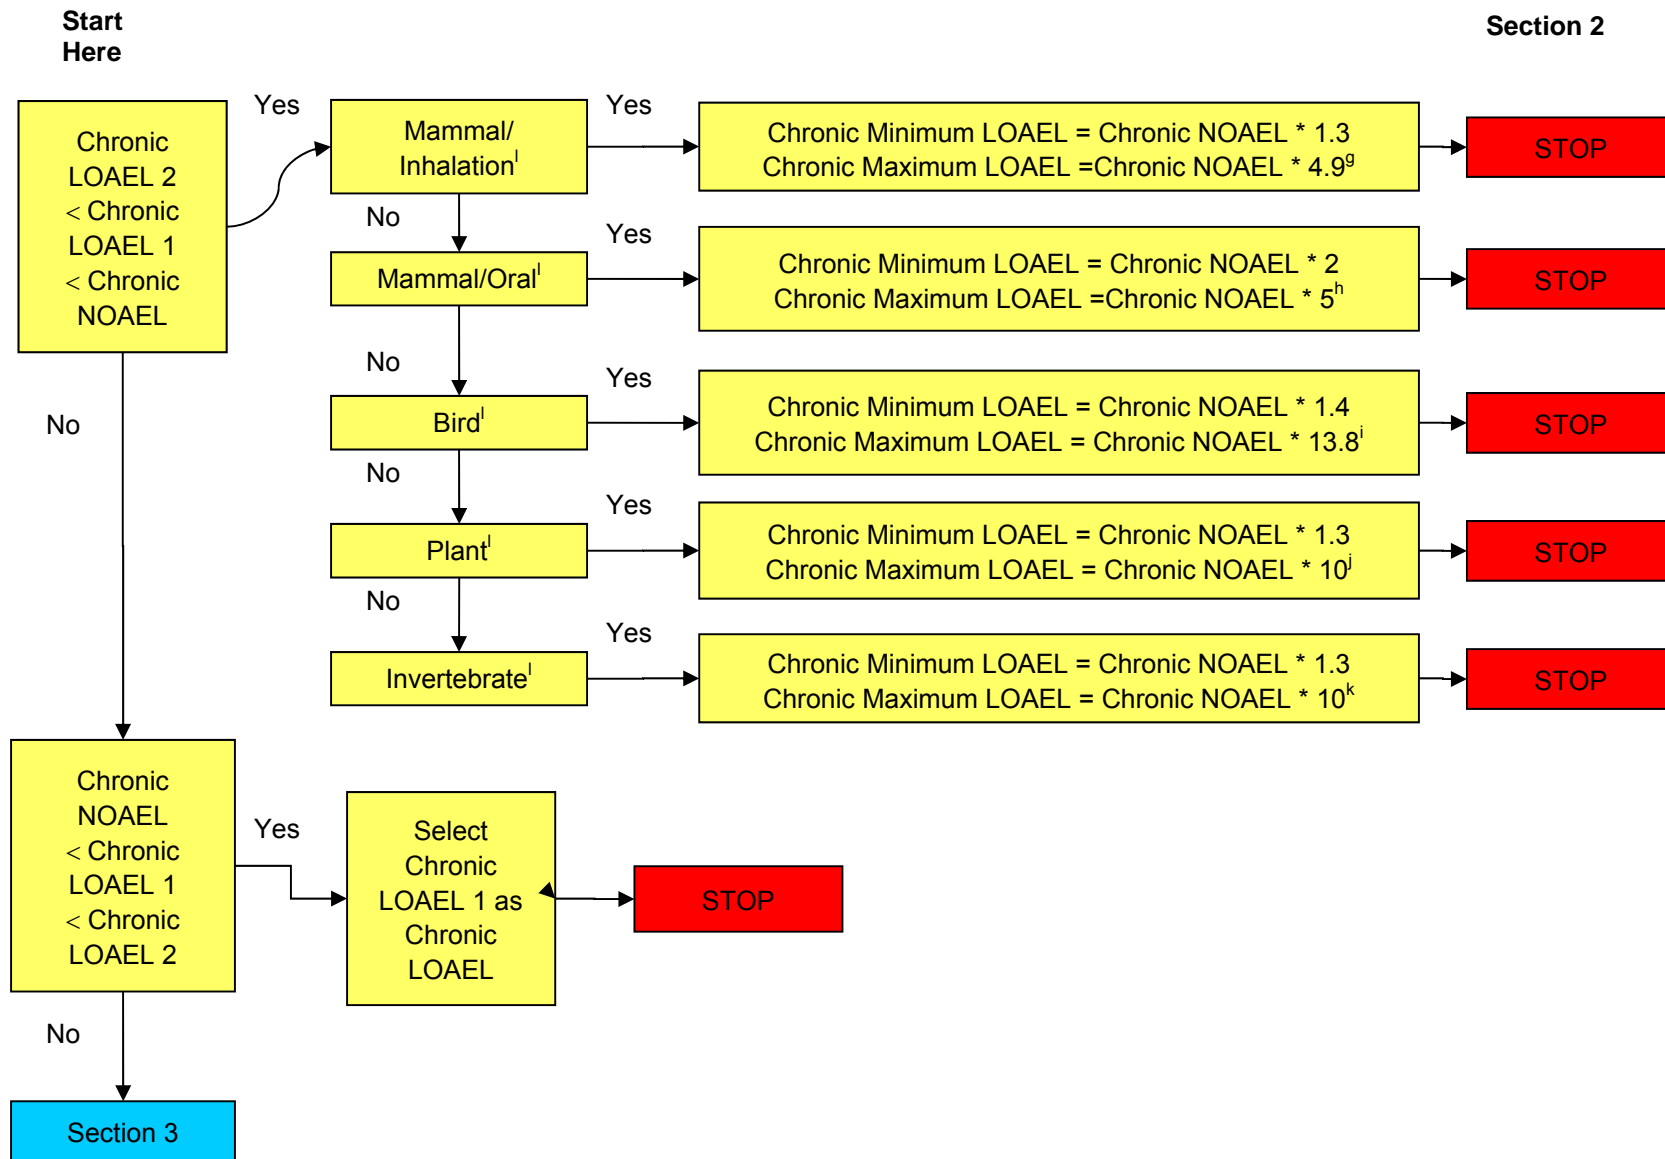 Start
Here
Section 2
Chronic
LOAEL 2
< Chronic
LOAEL 1
< Chronic
NOAEL
Yes
Mammal/
Inhalation^l
Yes
Chronic Minimum LOAEL = Chronic NOAEL * 1.3
Chronic Maximum LOAEL =Chronic NOAEL * 4.9^g
STOP
No
Mammal/Oral^l
Yes
Chronic Minimum LOAEL = Chronic NOAEL * 2
Chronic Maximum LOAEL =Chronic NOAEL * 5^h
STOP
No
Bird^l
Yes
Chronic Minimum LOAEL = Chronic NOAEL * 1.4
Chronic Maximum LOAEL = Chronic NOAEL * 13.8^i
STOP
No
Plant^l
Yes
Chronic Minimum LOAEL = Chronic NOAEL * 1.3
Chronic Maximum LOAEL = Chronic NOAEL * 10^j
STOP
No
Invertebrate^l
Yes
Chronic Minimum LOAEL = Chronic NOAEL * 1.3
Chronic Maximum LOAEL = Chronic NOAEL * 10^k
STOP
No
Chronic
NOAEL
< Chronic
LOAEL 1
< Chronic
LOAEL 2
Yes
Select
Chronic
LOAEL 1 as
Chronic
LOAEL
STOP
No
Section 3